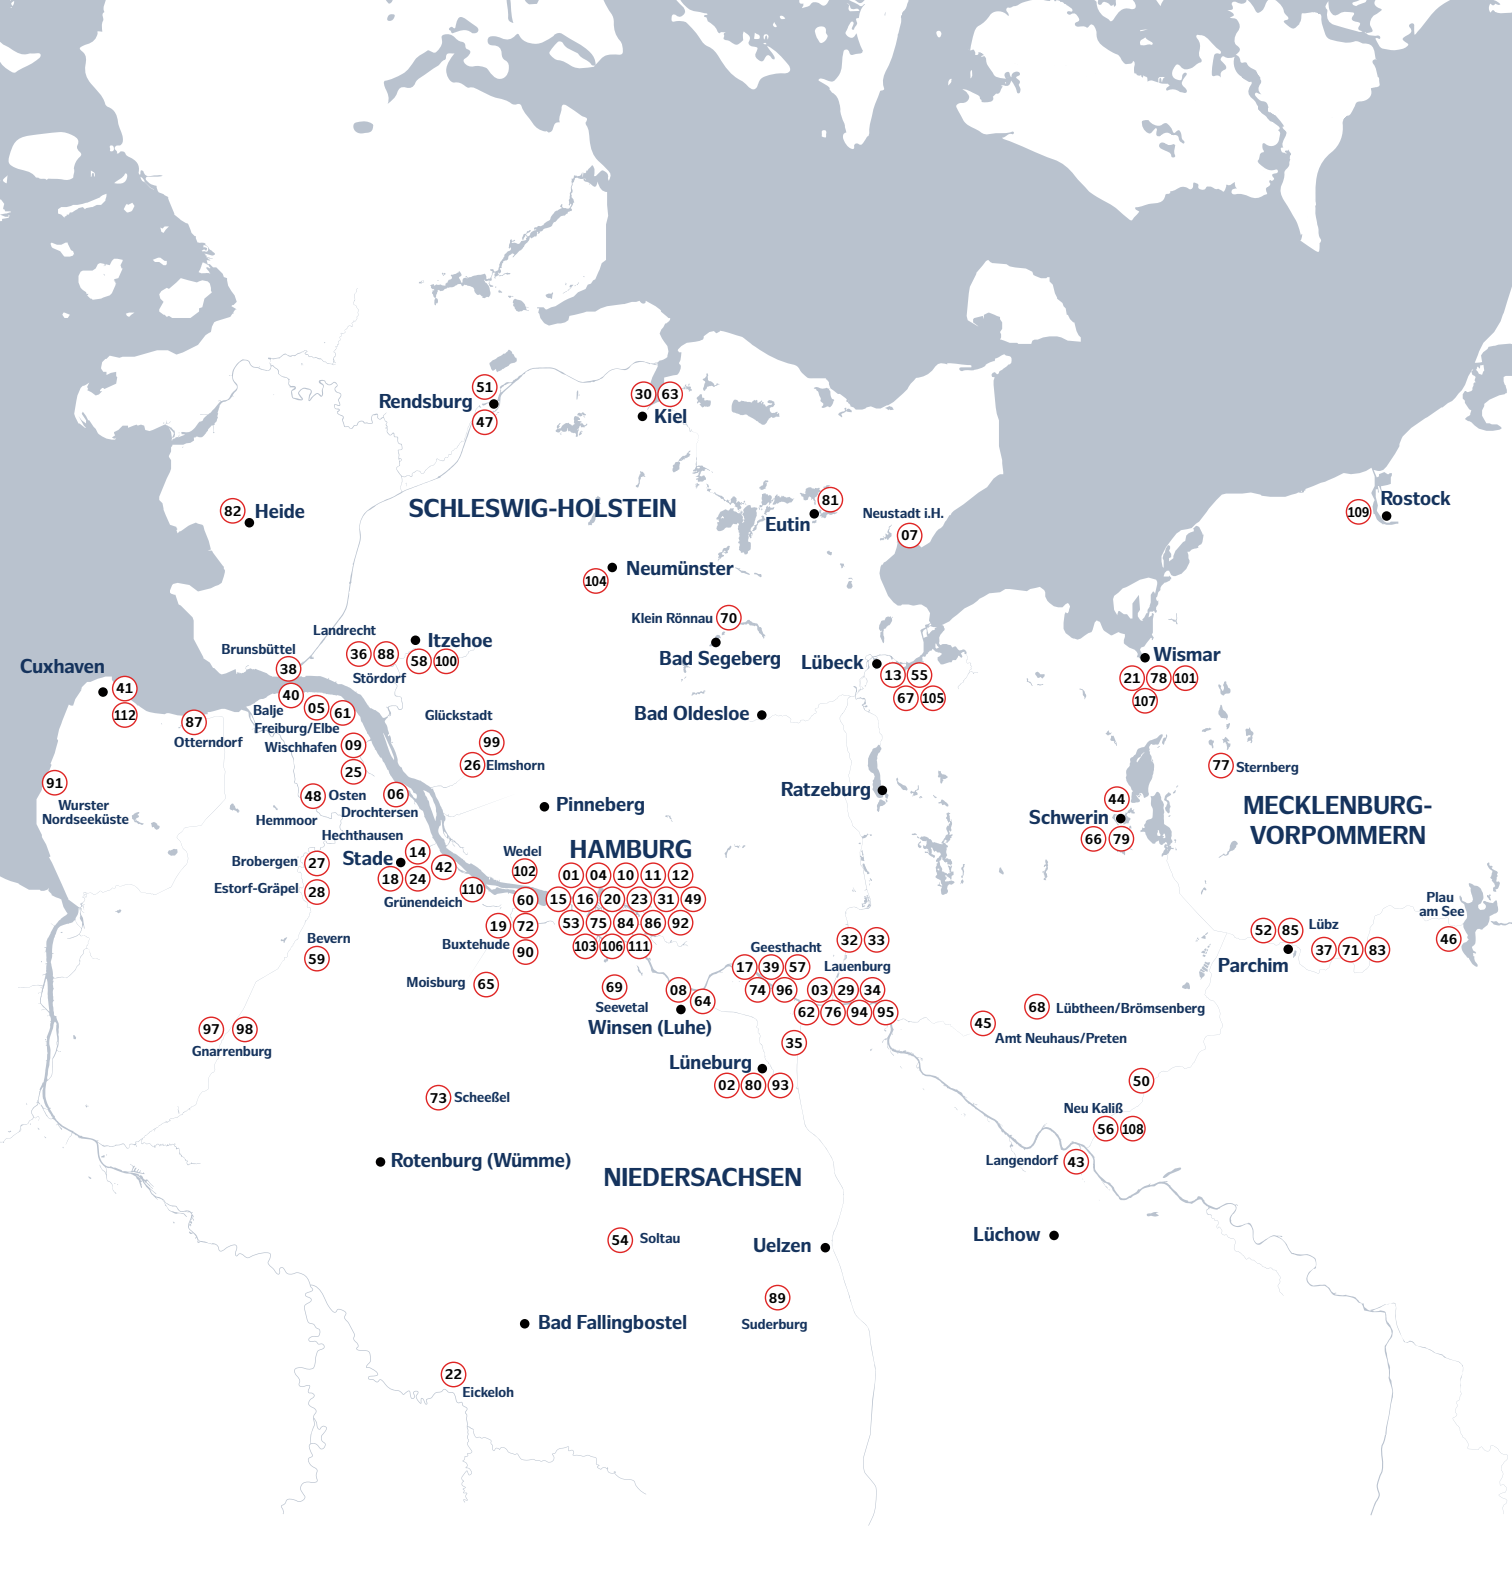 51
Rendsburg
47
30 63
Kiel
82
Heide
SCHLESWIG-HOLSTEIN
81
Eutin
Neustadt i.H.
07
Rostock
109
Neumünster
104
Klein Rönnau 70
Bad Segeberg
Landrecht
36 88
Itzehoe
58 100
Stördorf
Brunsbüttel
38
Cuxhaven
41
112
40
Balje
05 61
Freiburg/Elbe
87
Otterndorf
Wischhafen 09
25
Glückstadt
99
26 Elmshorn
Lübeck
13 55
67 105
Wismar
21 78 101
107
Bad Oldesloe
77 Sternberg
91
Wurster
Nordseeküste
48 Osten
Hemmoor
06
Drochtersen
Pinneberg
Ratzeburg
44
Schwerin
66 79
MECKLENBURG-
VORPOMMERN
Hechthausen
Stade 14
18 24
42
Grünendeich
110
Brobergen 27
Estorf-Gräpel 28
Wedel
102
60
HAMBURG
01 04 10 11 12
15 16 20 23 31 49
53 75 84 86 92
103 106 111
19 72
Buxtehude 90
Bevern
59
Moisburg 65
69
Seevetal
08
64
Winsen (Luhe)
Geesthacht
17 39 57
74 96
32 33
Lauenburg
03 29 34
62 76 94 95
35
Plau
am See
46
52 85 Lübz
37 71 83
Parchim
97 98
Gnarrenburg
68 Lübtheen/Brömsenberg
45
Amt Neuhaus/Preten
Lüneburg
02 80 93
73 Scheeßel
50
Neu Kaliß
56 108
Langendorf 43
Rotenburg (Wümme)
NIEDERSACHSEN
54 Soltau
Uelzen
Lüchow
89
Suderburg
Bad Fallingbostel
22
Eickeloh